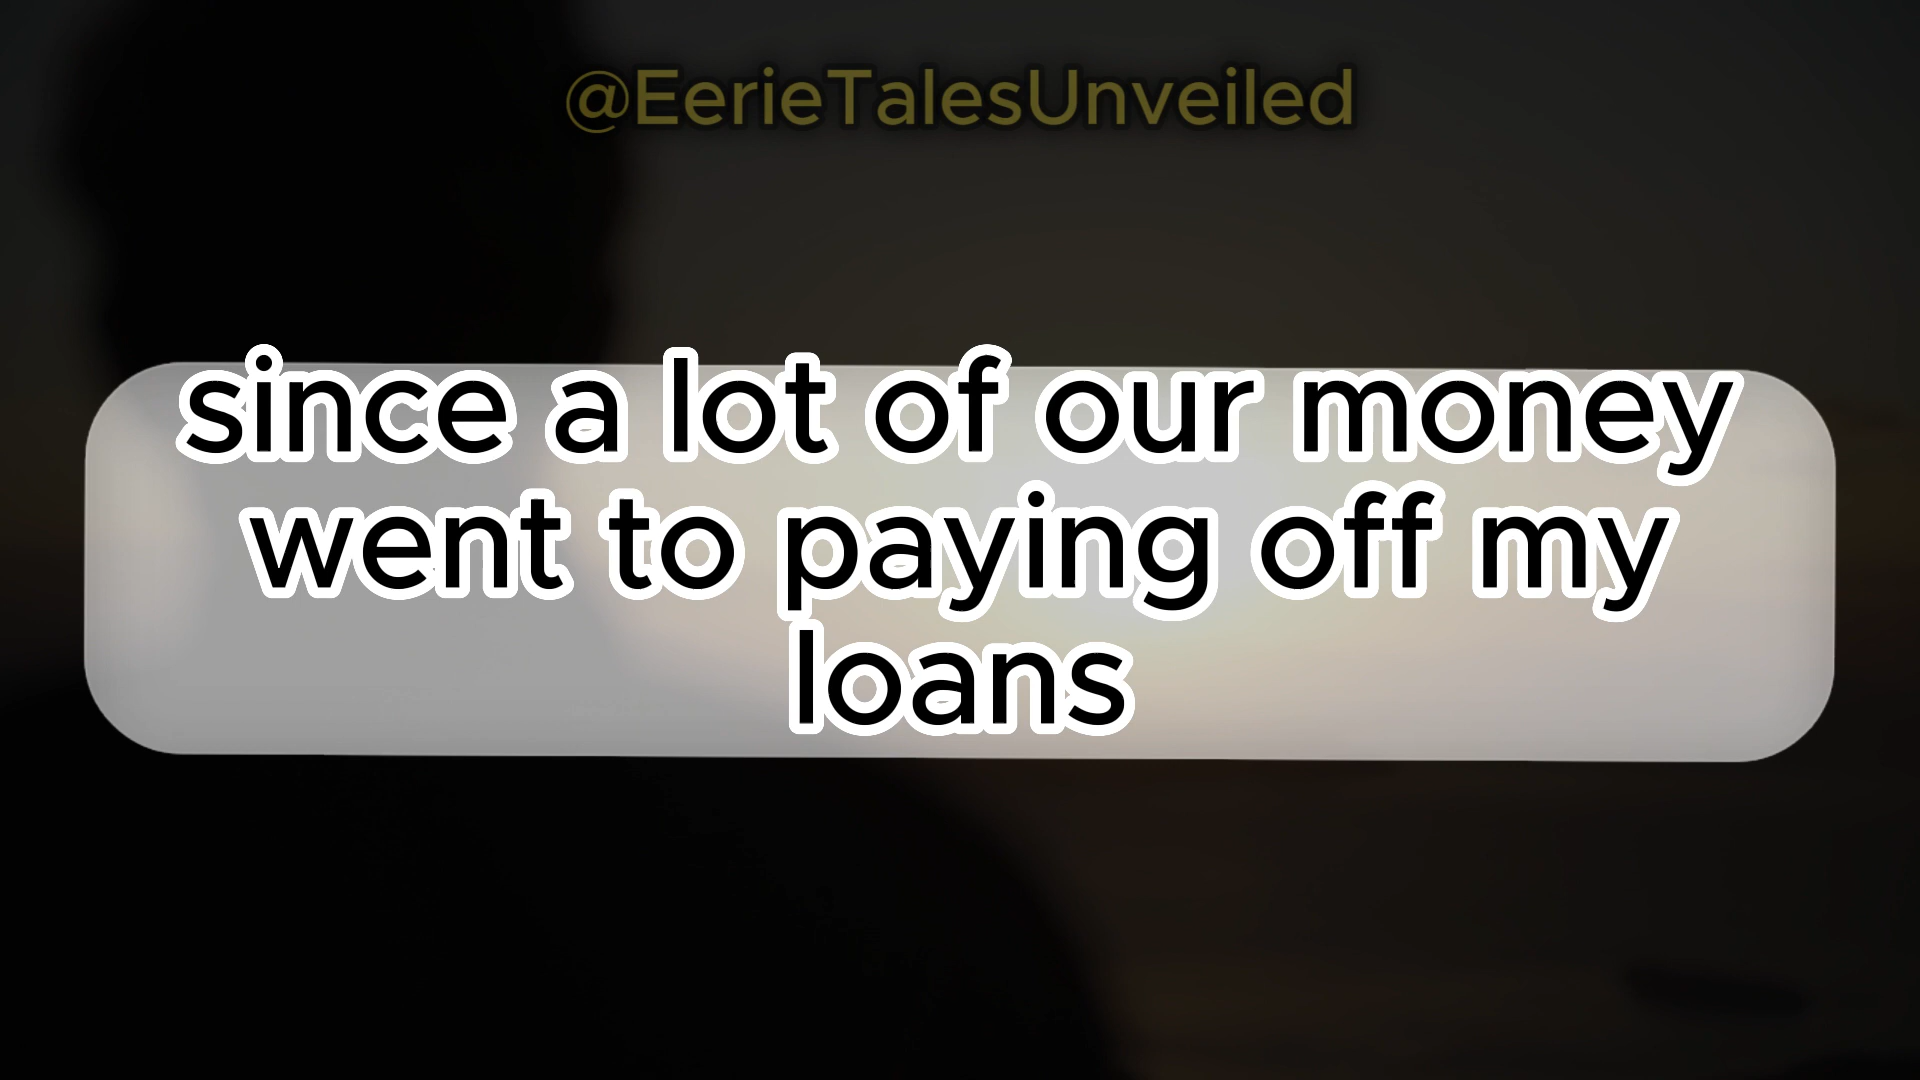 @EerieTalesUnveiled
since a lot of our money
went to paying off my
loans